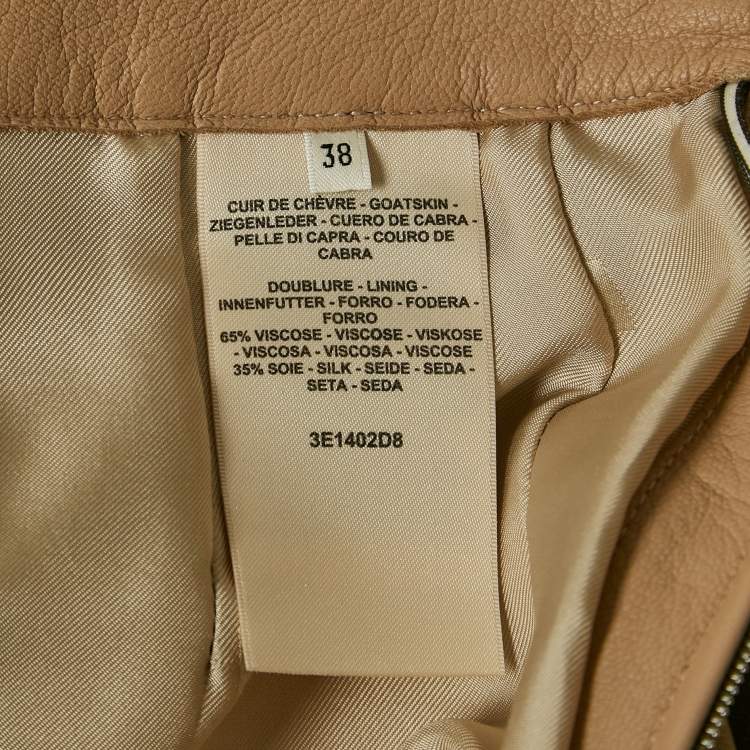 38
CUIR DE CHÈVRE - GOATSKIN -
ZIEGENLEDER - CUERO DE CABRA -
PELLE DI CAPRA - COURO DE
CABRA
DOUBLURE - LINING -
INNENFUTTER - FORRO - FODERA -
FORRO
65% VISCOSE - VISCOSE - VISKOSE
- VISCOSA - VISCOSA - VISCOSE
35% SOIE - SILK - SEIDE - SEDA -
SETA - SEDA
3E1402D8